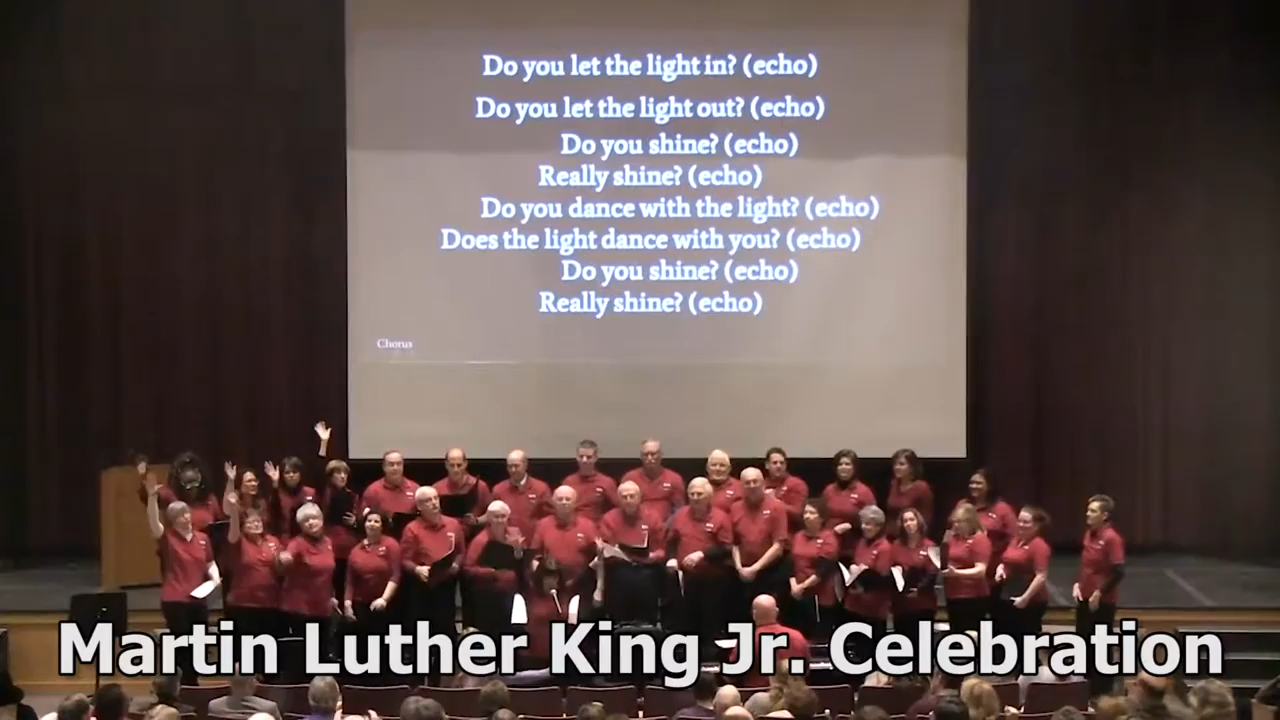 Do you let the light in? (echo)
Do you let the light out? (echo)
Do you shine? (echo)
Really shine? (echo)
Do you dance with the light? (echo)
Does the light dance with you? (echo)
Do you shine? (echo)
Really shine? (echo)
Chorus
Martin Luther King Jr. Celebration